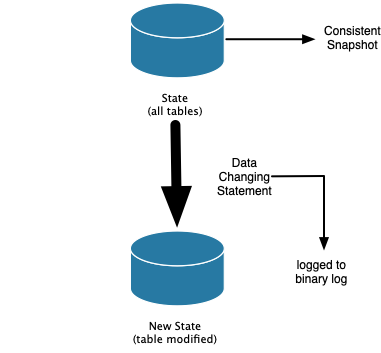 Consistent
Snapshot
State
(all tables)
Data
Changing
Statement
logged to
binary log
New State
(table modified)